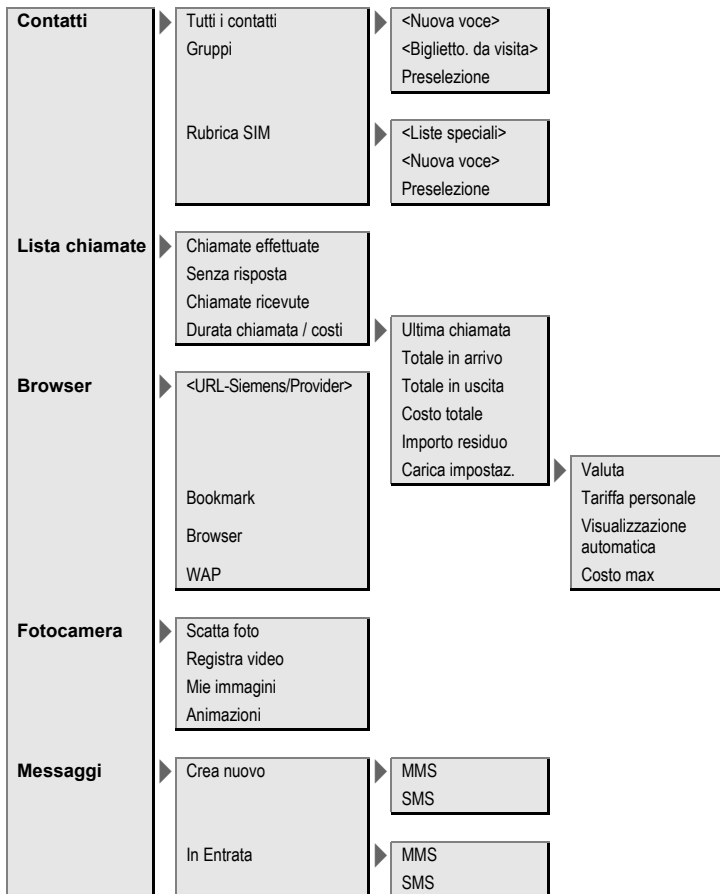 Contatti
Tutti i contatti
<Nuova voce>
Gruppi
<Biglietto. da visita>
Preselezione
Rubrica SIM
<Liste speciali>
<Nuova voce>
Preselezione
Lista chiamate
Chiamate effettuate
Senza risposta
Chiamate ricevute
Durata chiamata / costi
Ultima chiamata
Totale in arrivo
Browser
<URL-Siemens/Provider>
Totale in uscita
Costo totale
Importo residuo
Carica impostaz.
Valuta
Bookmark
Tariffa personale
Browser
Visualizzazione
automatica
WAP
Costo max
Fotocamera
Scatta foto
Registra video
Mie immagini
Animazioni
Messaggi
Crea nuovo
MMS
SMS
In Entrata
MMS
SMS